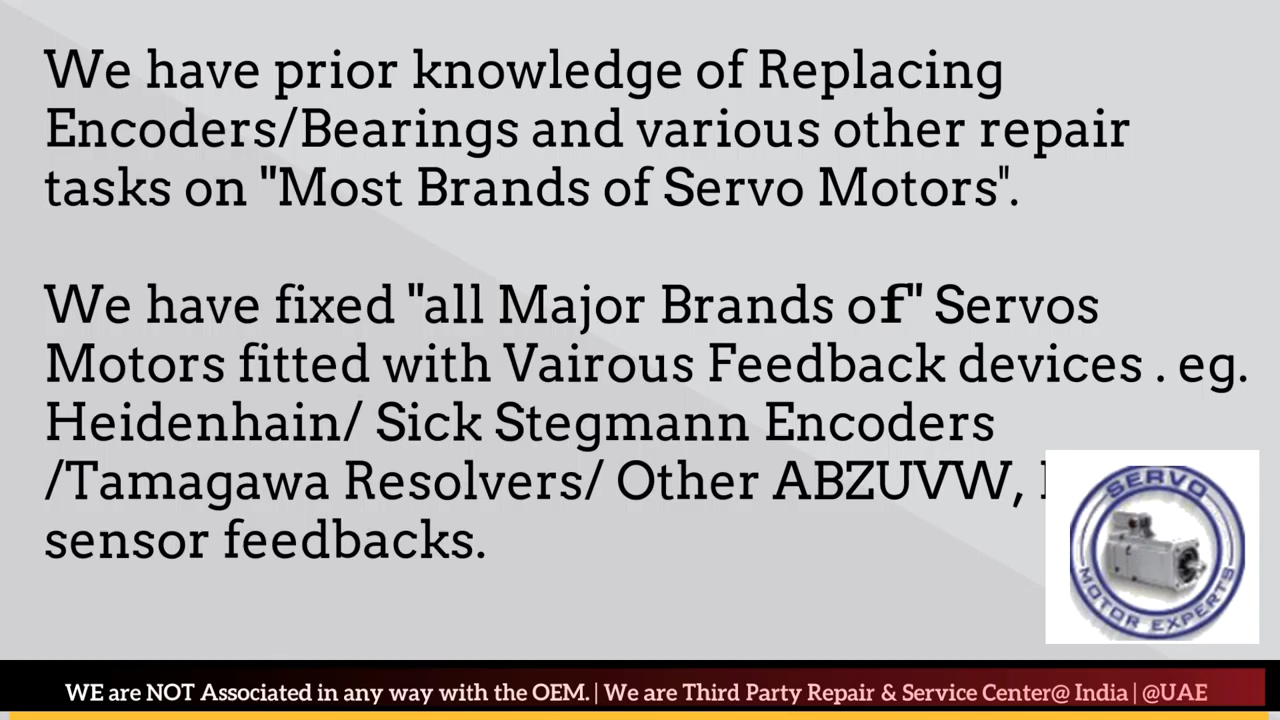 We have prior knowledge of Replacing
Encoders/Bearings and various other repair
tasks on "Most Brands of Servo Motors".
We have fixed "all Major Brands of" Servos
Motors fitted with Vairous Feedback devices . eg.
Heidenhain/ Sick Stegmann Encoders
/Tamagawa Resolvers/ Other ABZUVW,
sensor feedbacks.
SERVO
MOTOR EXPERTS
WE are NOT Associated in any way with the OEM. | We are Third Party Repair & Service Center@ India | @UAE